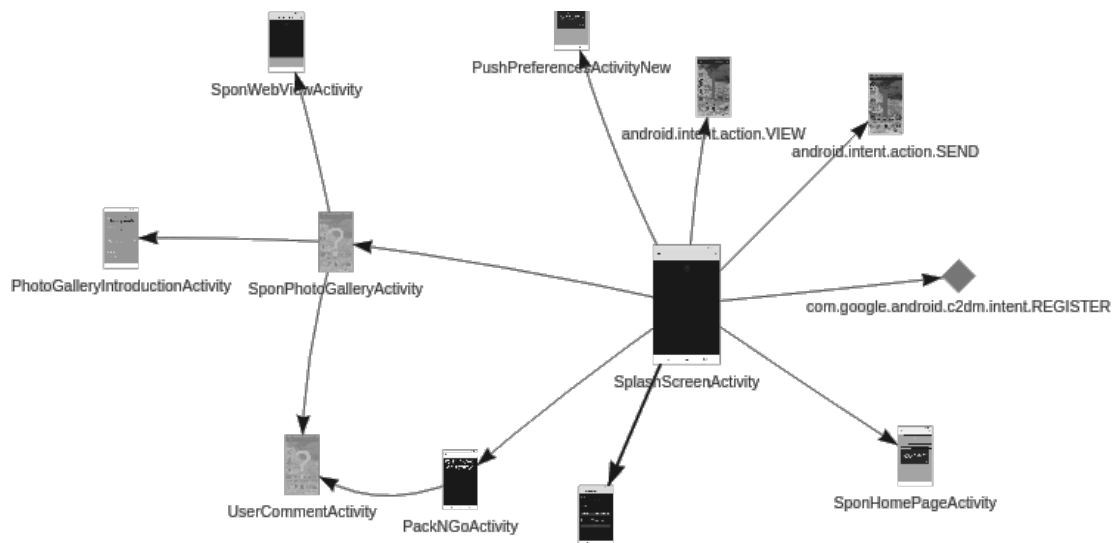 PushPreferencesActivityNew
SponWebViewActivity
android.intent.action.VIEW
android.intent.action.SEND
PhotoGalleryIntroductionActivity
SponPhotoGalleryActivity
com.google.android.c2dm.intent.REGISTER
SplashScreenActivity
SponHomePageActivity
UserCommentActivity
PackNGoActivity